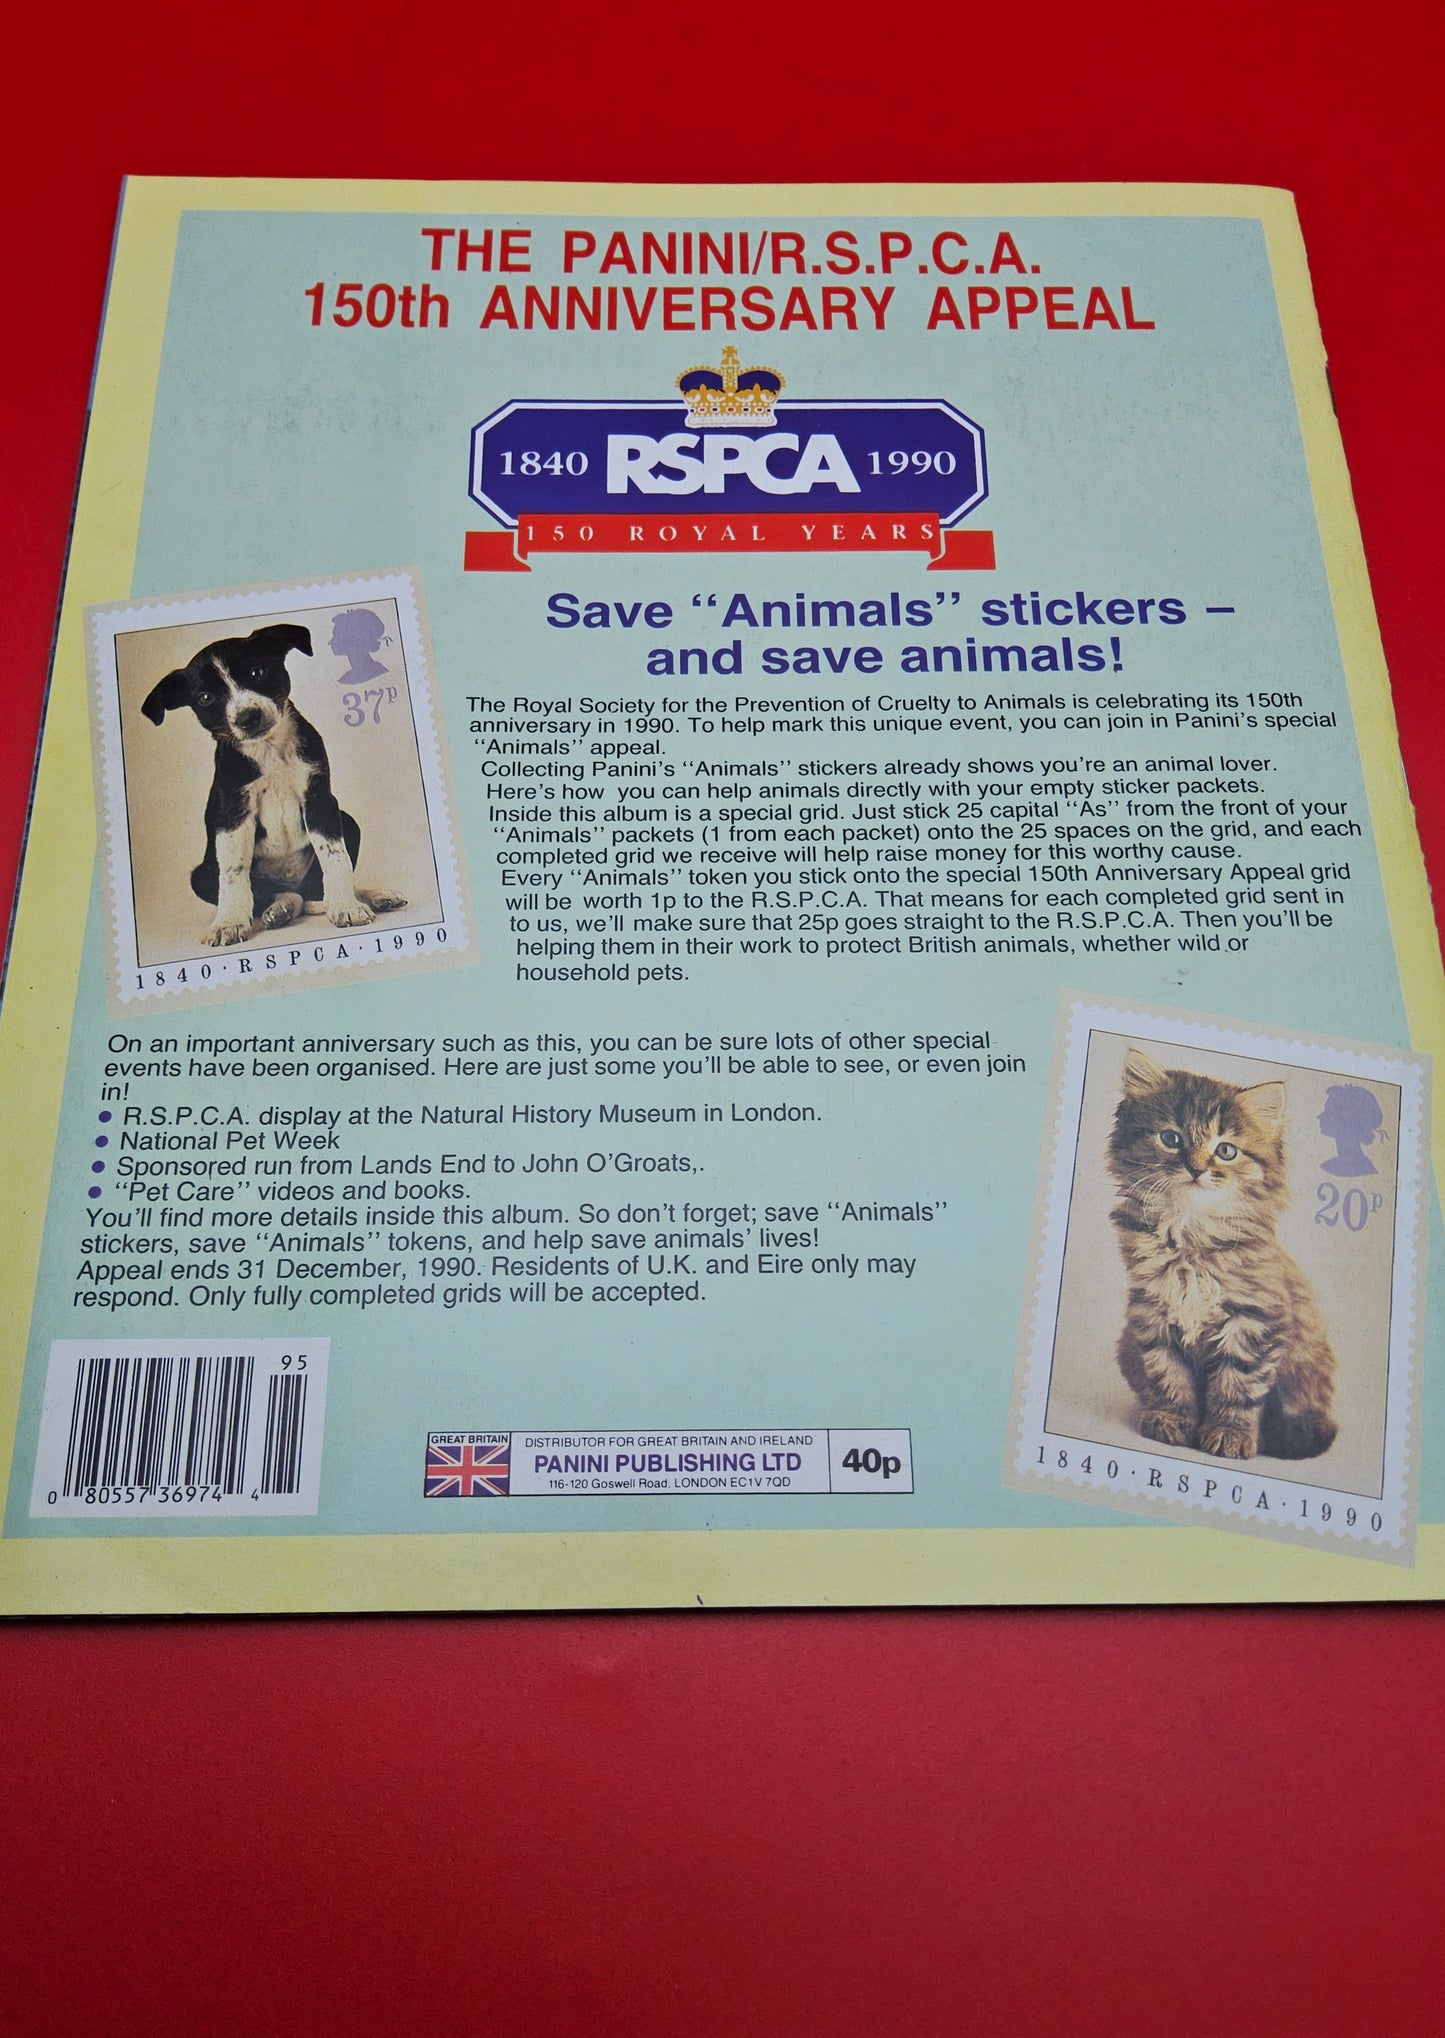 THE PANINI/R.S.P.C.A.
150th ANNIVERSARY APPEAL
1840 RSPCA 1990
150 ROYAL YEARS
Save “Animals” stickers –
and save animals!
37p
1840·RSPCA·1990
The Royal Society for the Prevention of Cruelty to Animals is celebrating its 150th
anniversary in 1990. To help mark this unique event, you can join in Panini’s special
“Animals” appeal.
Collecting Panini’s “Animals” stickers already shows you’re an animal lover.
Here’s how you can help animals directly with your empty sticker packets.
Inside this album is a special grid. Just stick 25 capital “As” from the front of your
“Animals” packets (1 from each packet) onto the 25 spaces on the grid, and each
completed grid we receive will help raise money for this worthy cause.
Every “Animals” token you stick onto the special 150th Anniversary Appeal grid
will be worth 1p to the R.S.P.C.A. That means for each completed grid sent in
to us, we’ll make sure that 25p goes straight to the R.S.P.C.A. Then you’ll be
helping them in their work to protect British animals, whether wild or
household pets.
On an important anniversary such as this, you can be sure lots of other special
events have been organised. Here are just some you’ll be able to see, or even join
in!
● R.S.P.C.A. display at the Natural History Museum in London.
● National Pet Week
● Sponsored run from Lands End to John O’Groats,.
● “Pet Care” videos and books.
You’ll find more details inside this album. So don’t forget; save “Animals”
stickers, save “Animals” tokens, and help save animals’ lives!
Appeal ends 31 December, 1990. Residents of U.K. and Eire only may
respond. Only fully completed grids will be accepted.
20p
1840·RSPCA·1990
95
0 80557 36974 4
GREAT BRITAIN
DISTRIBUTOR FOR GREAT BRITAIN AND IRELAND
PANINI PUBLISHING LTD
116-120 Goswell Road, LONDON EC1V 7QD
40p